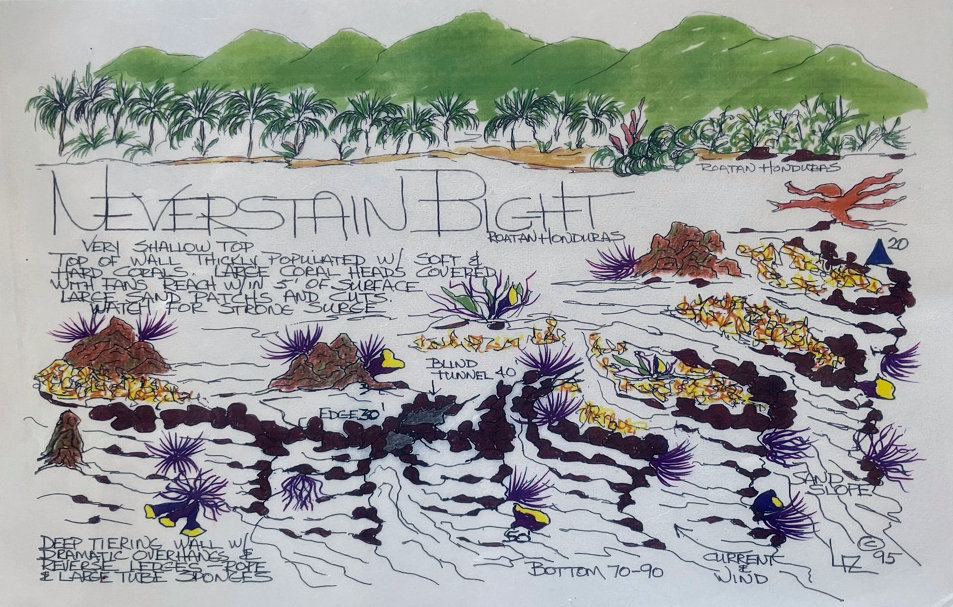 ROATAN HONDURAS
NEVERSTAIN BIGHT
ROATAN HONDURAS
VERY SHALLOW TOP
TOP OF WALL THICKLY POPULATED W/ SOFT &
HARD CORALS. LARGE CORAL HEADS COVERED
WITH FANS REACH W/IN 5' OF SURFACE
LARGE SAND PATCHS AND CUTS.
WATCH FOR STRONG SURGE
20
BLIND
TUNNEL 40
EDGE 30'
SAND
SLOPE
50'
DEEP TIERING WALL W/
DRAMATIC OVERHANGS &
REVERSE LEDGES. ROPE
& LARGE TUBE SPONGES
BOTTOM 70-90
CURRENT
&
WIND
LIZ © 95